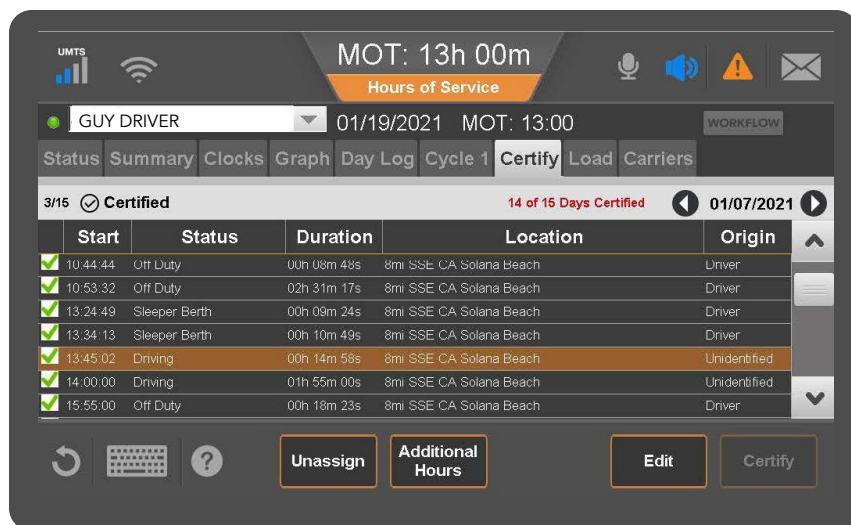 UMTS
MOT: 13h 00m
Hours of Service
GUY DRIVER 01/19/2021 MOT: 13:00 WORKFLOW
Status Summary Clocks Graph Day Log Cycle 1 Certify Load Carriers
3/15 Certified 14 of 15 Days Certified 01/07/2021
Start Status Duration Location Origin
10:44:44 Off Duty 00h 08m 48s 8mi SSE CA Solana Beach Driver
10:53:32 Off Duty 02h 31m 17s 8mi SSE CA Solana Beach Driver
13:24:49 Sleeper Berth 00h 09m 24s 8mi SSE CA Solana Beach Driver
13:34:13 Sleeper Berth 00h 10m 49s 8mi SSE CA Solana Beach Driver
13:45:02 Driving 00h 14m 58s 8mi SSE CA Solana Beach Unidentified
14:00:00 Driving 01h 55m 00s 8mi SSE CA Solana Beach Unidentified
15:55:00 Off Duty 00h 18m 23s 8mi SSE CA Solana Beach Driver
? Unassign Additional Hours Edit Certify